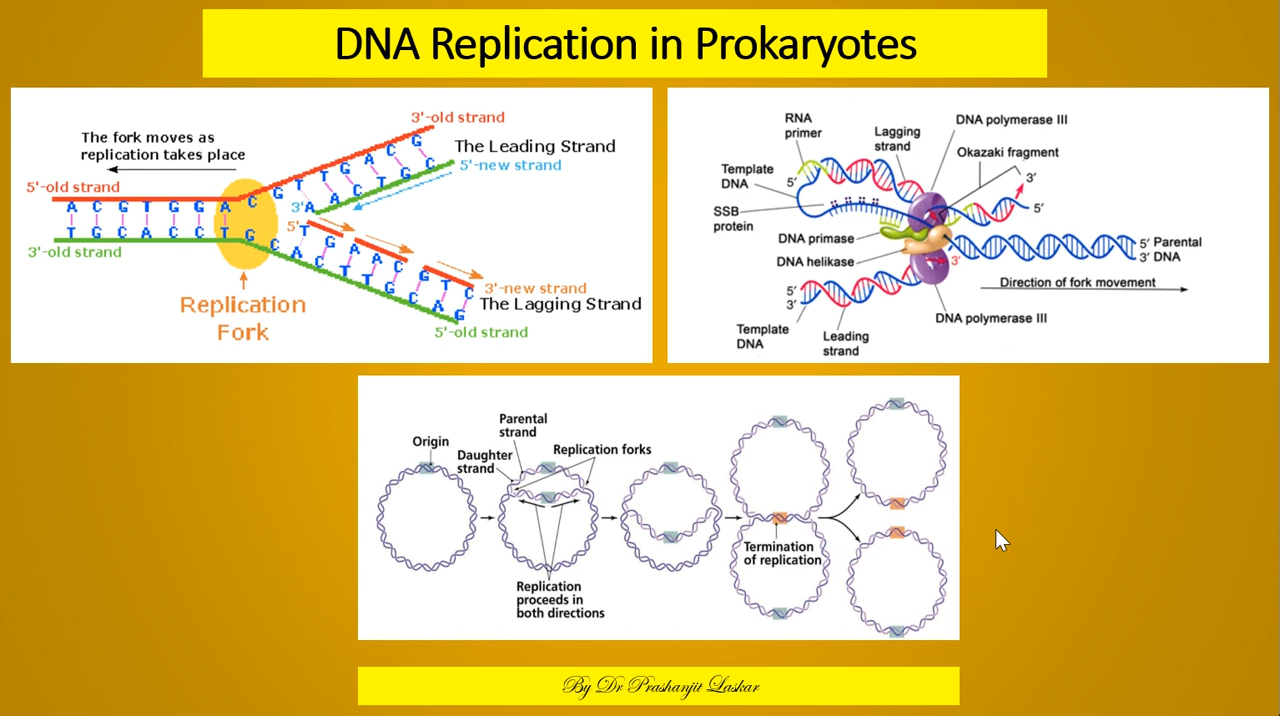 DNA Replication in Prokaryotes
The fork moves as
replication takes place
5'-old strand
3'-old strand
The Leading Strand
5'-new strand
A C G T G G A C G T T G A C G
3' A A C T G C
T G C A C C T G C A C T T G C A G
5' T G A A C G T C
3'-old strand
3'-new strand
The Lagging Strand
5'-old strand
Replication
Fork
RNA
primer
Lagging
strand
DNA polymerase III
Okazaki fragment
Template
DNA
5'
3'
5'
SSB
protein
DNA primase
DNA helikase
3'
5' Parental
3' DNA
Direction of fork movement
5'
3'
Template
DNA
Leading
strand
DNA polymerase III
Origin
Parental
strand
Daughter
strand
Replication forks
Replication
proceeds in
both directions
Termination
of replication
By Dr Prashanjit Laskar